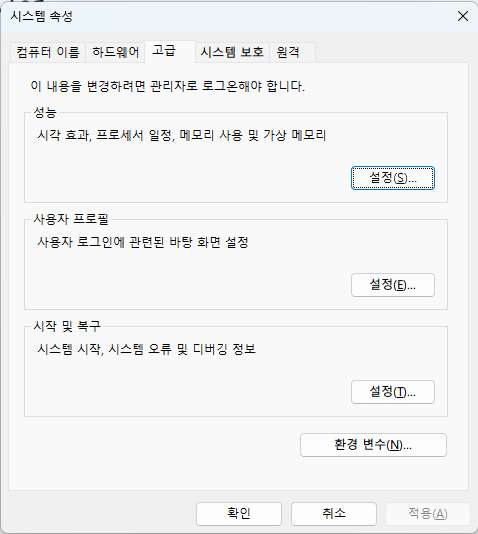 시스템 속성
컴퓨터 이름 하드웨어 고급 시스템 보호 원격
이 내용을 변경하려면 관리자로 로그온해야 합니다.
성능
시각 효과, 프로세서 일정, 메모리 사용 및 가상 메모리
설정(S)...
사용자 프로필
사용자 로그인에 관련된 바탕 화면 설정
설정(E)...
시작 및 복구
시스템 시작, 시스템 오류 및 디버깅 정보
설정(T)...
환경 변수(N)...
확인 취소 적용(A)